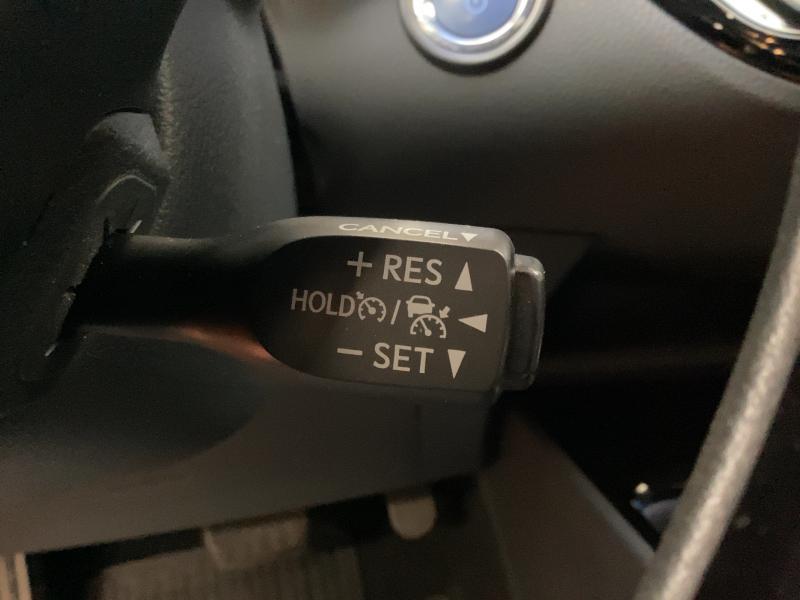 CANCEL▼
+ RES ▲
HOLD / ◀
− SET ▼